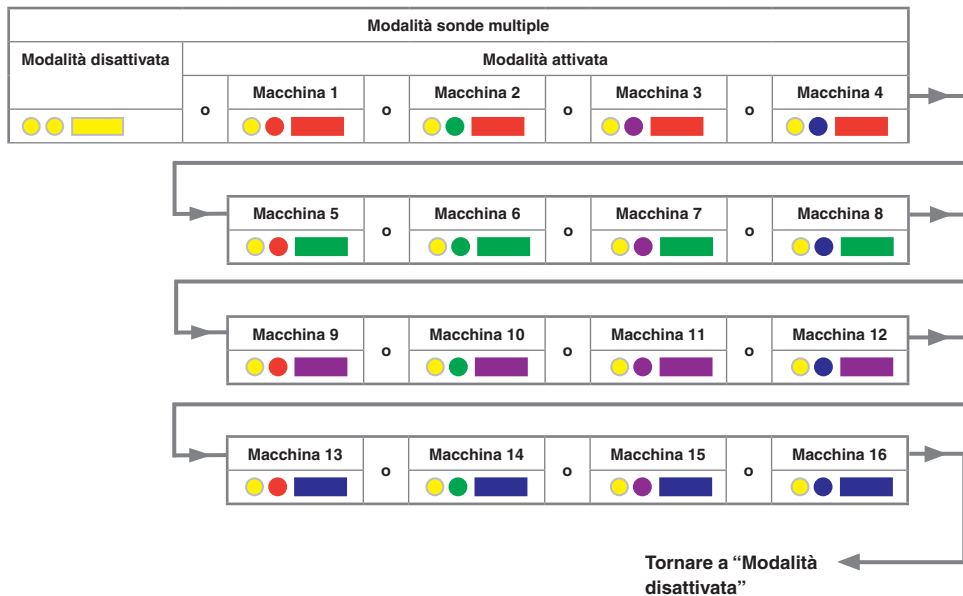 Modalità sonde multiple
Modalità disattivata
Modalità attivata
o
Macchina 1
o
Macchina 2
o
Macchina 3
o
Macchina 4
Macchina 5
o
Macchina 6
o
Macchina 7
o
Macchina 8
Macchina 9
o
Macchina 10
o
Macchina 11
o
Macchina 12
Macchina 13
o
Macchina 14
o
Macchina 15
o
Macchina 16
Tornare a “Modalità
disattivata”